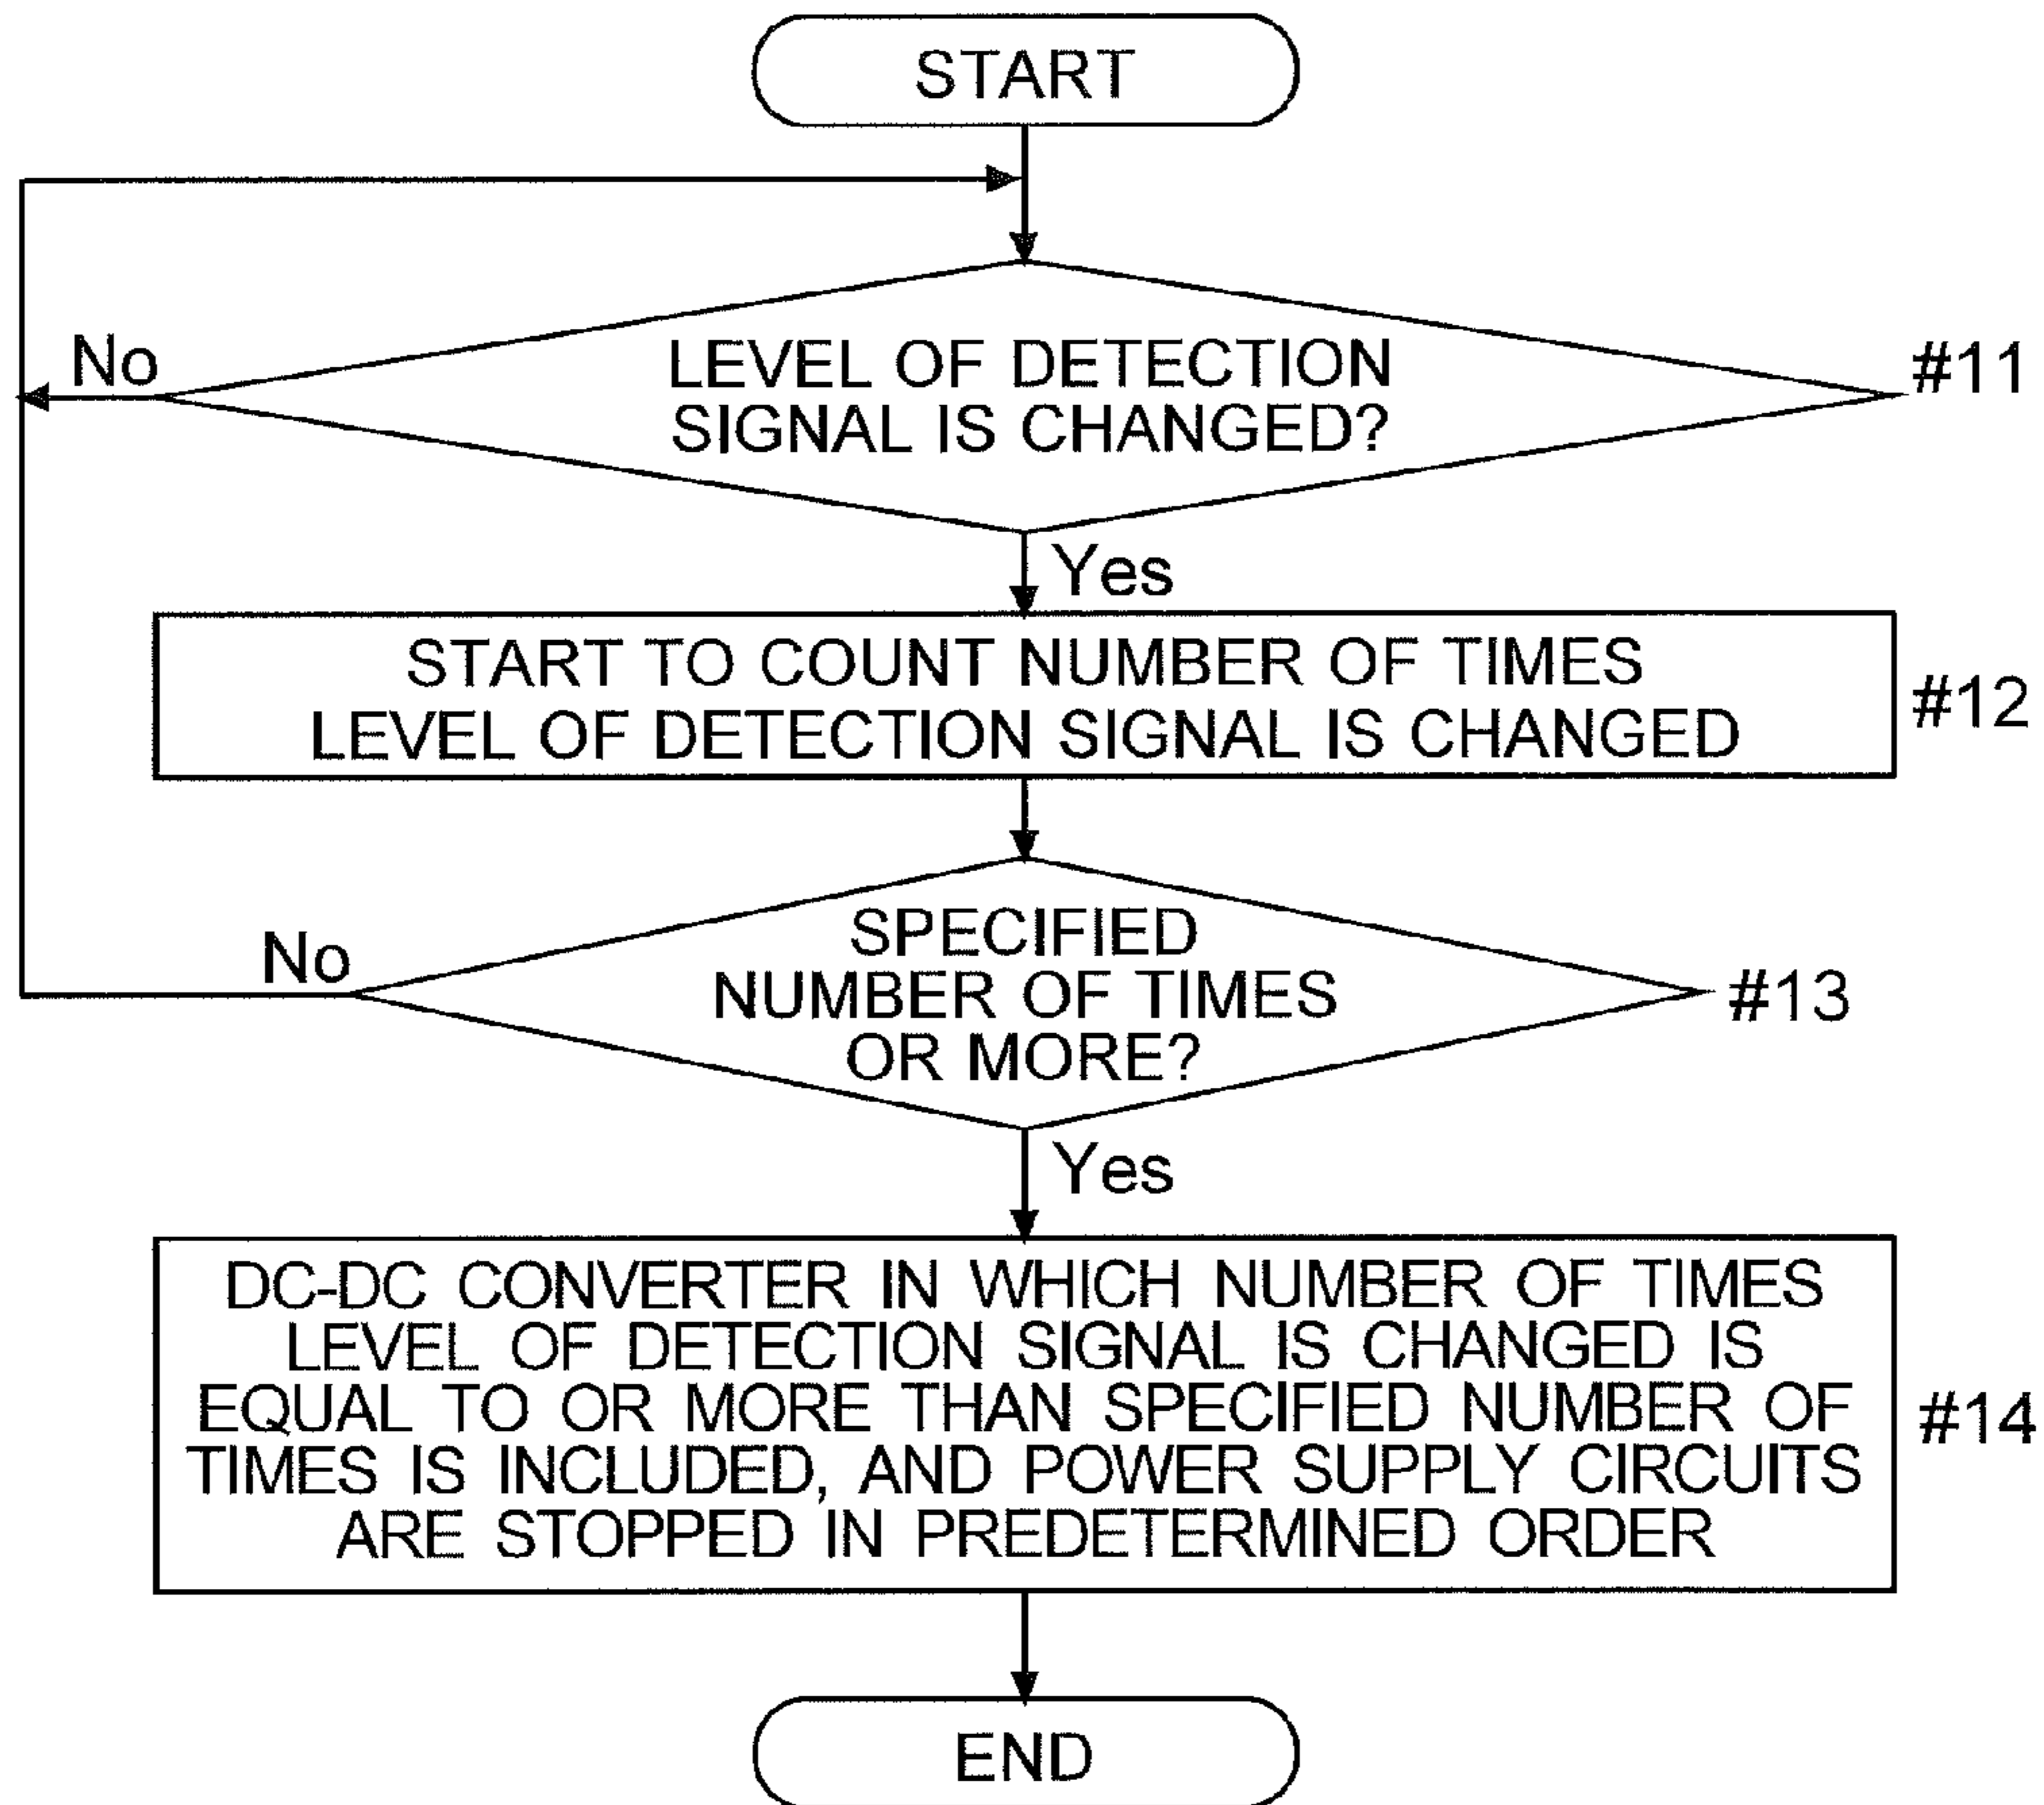 START
No
LEVEL OF DETECTION
SIGNAL IS CHANGED?
#11
Yes
START TO COUNT NUMBER OF TIMES
LEVEL OF DETECTION SIGNAL IS CHANGED
#12
No
SPECIFIED
NUMBER OF TIMES
OR MORE?
#13
Yes
DC-DC CONVERTER IN WHICH NUMBER OF TIMES
LEVEL OF DETECTION SIGNAL IS CHANGED IS
EQUAL TO OR MORE THAN SPECIFIED NUMBER OF
TIMES IS INCLUDED, AND POWER SUPPLY CIRCUITS
ARE STOPPED IN PREDETERMINED ORDER
#14
END